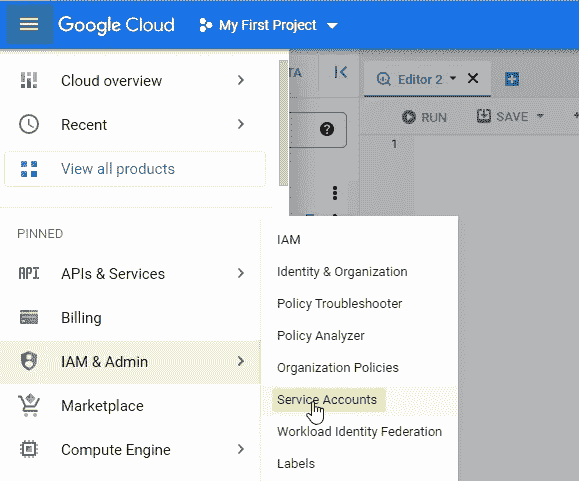 Google Cloud
My First Project
Cloud overview
Recent
View all products
PINNED
API APIs & Services
Billing
IAM & Admin
Marketplace
Compute Engine
IAM
Identity & Organization
Policy Troubleshooter
Policy Analyzer
Organization Policies
Service Accounts
Workload Identity Federation
Labels
TA
Editor 2
RUN
SAVE
1